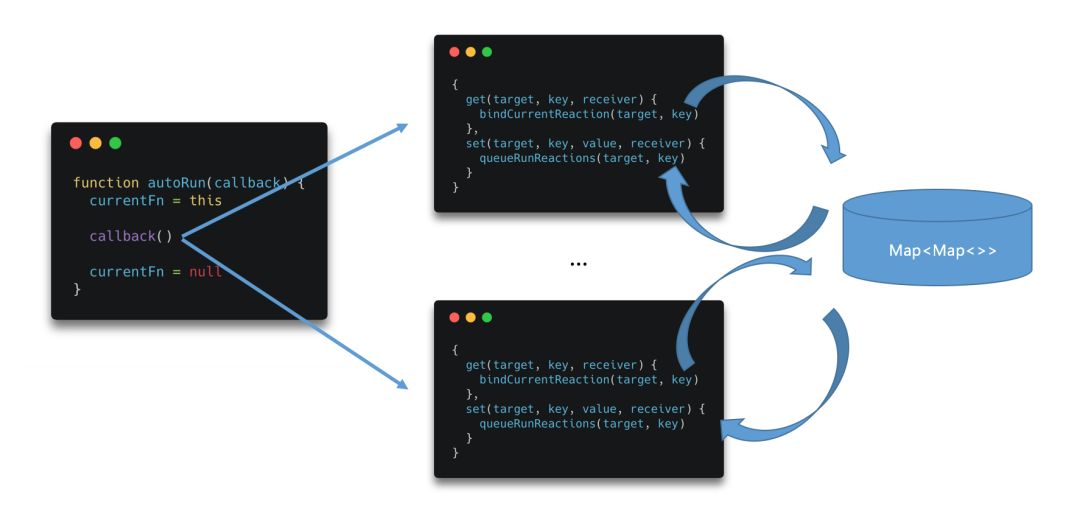 function autoRun(callback) {
currentFn = this
callback()
currentFn = null
}
{
get(target, key, receiver) {
bindCurrentReaction(target, key)
},
set(target, key, value, receiver) {
queueRunReactions(target, key)
}
}
...
{
get(target, key, receiver) {
bindCurrentReaction(target, key)
},
set(target, key, value, receiver) {
queueRunReactions(target, key)
}
}
Map<Map<>>